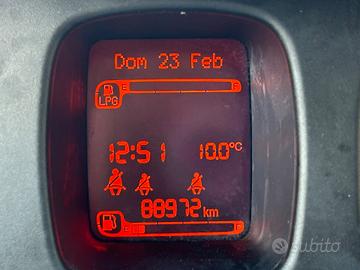 Dom 23 Feb
E F
LPG
12:51 10.0°C
88972 km
E F
subito